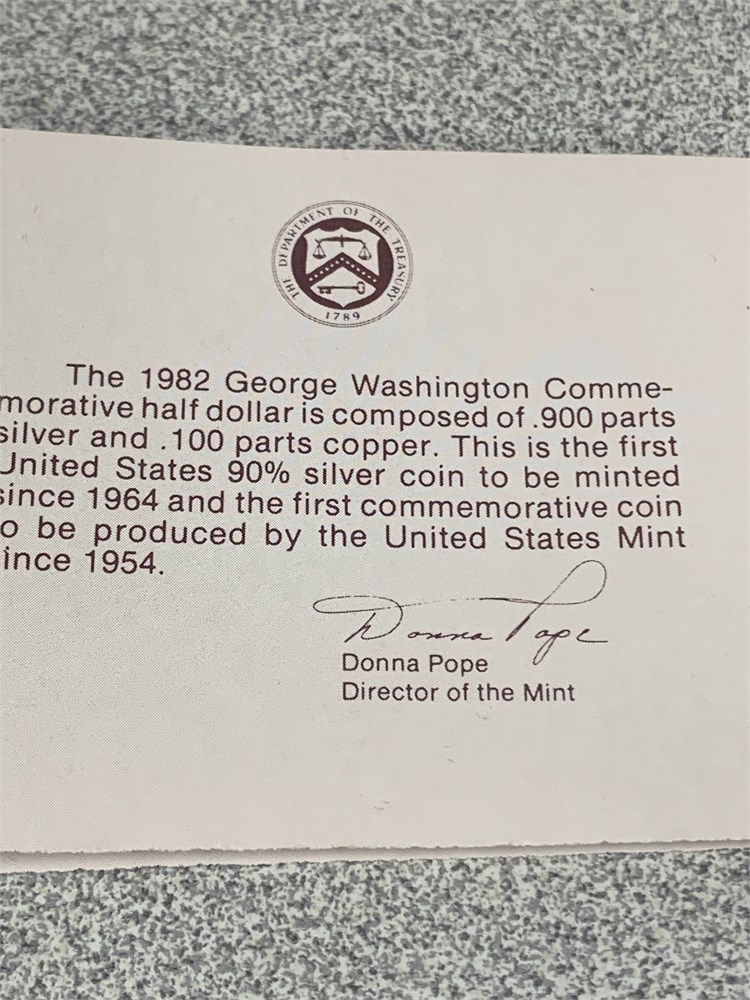 THE DEPARTMENT OF THE TREASURY
1789
The 1982 George Washington Comme-
morative half dollar is composed of .900 parts
silver and .100 parts copper. This is the first
United States 90% silver coin to be minted
since 1964 and the first commemorative coin
o be produced by the United States Mint
ince 1954.
Donna Pope
Donna Pope
Director of the Mint